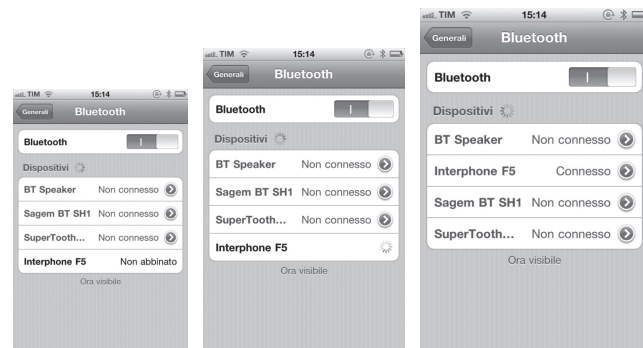 TIM 15:14
Generali Bluetooth
Bluetooth
Dispositivi
BT Speaker Non connesso
Sagem BT SH1 Non connesso
SuperTooth... Non connesso
Interphone F5 Non abbinato
Ora visibile
TIM 15:14
Generali Bluetooth
Bluetooth
Dispositivi
BT Speaker Non connesso
Sagem BT SH1 Non connesso
SuperTooth... Non connesso
Interphone F5
Ora visibile
TIM 15:14
Generali Bluetooth
Bluetooth
Dispositivi
BT Speaker Non connesso
Interphone F5 Connesso
Sagem BT SH1 Non connesso
SuperTooth... Non connesso
Ora visibile